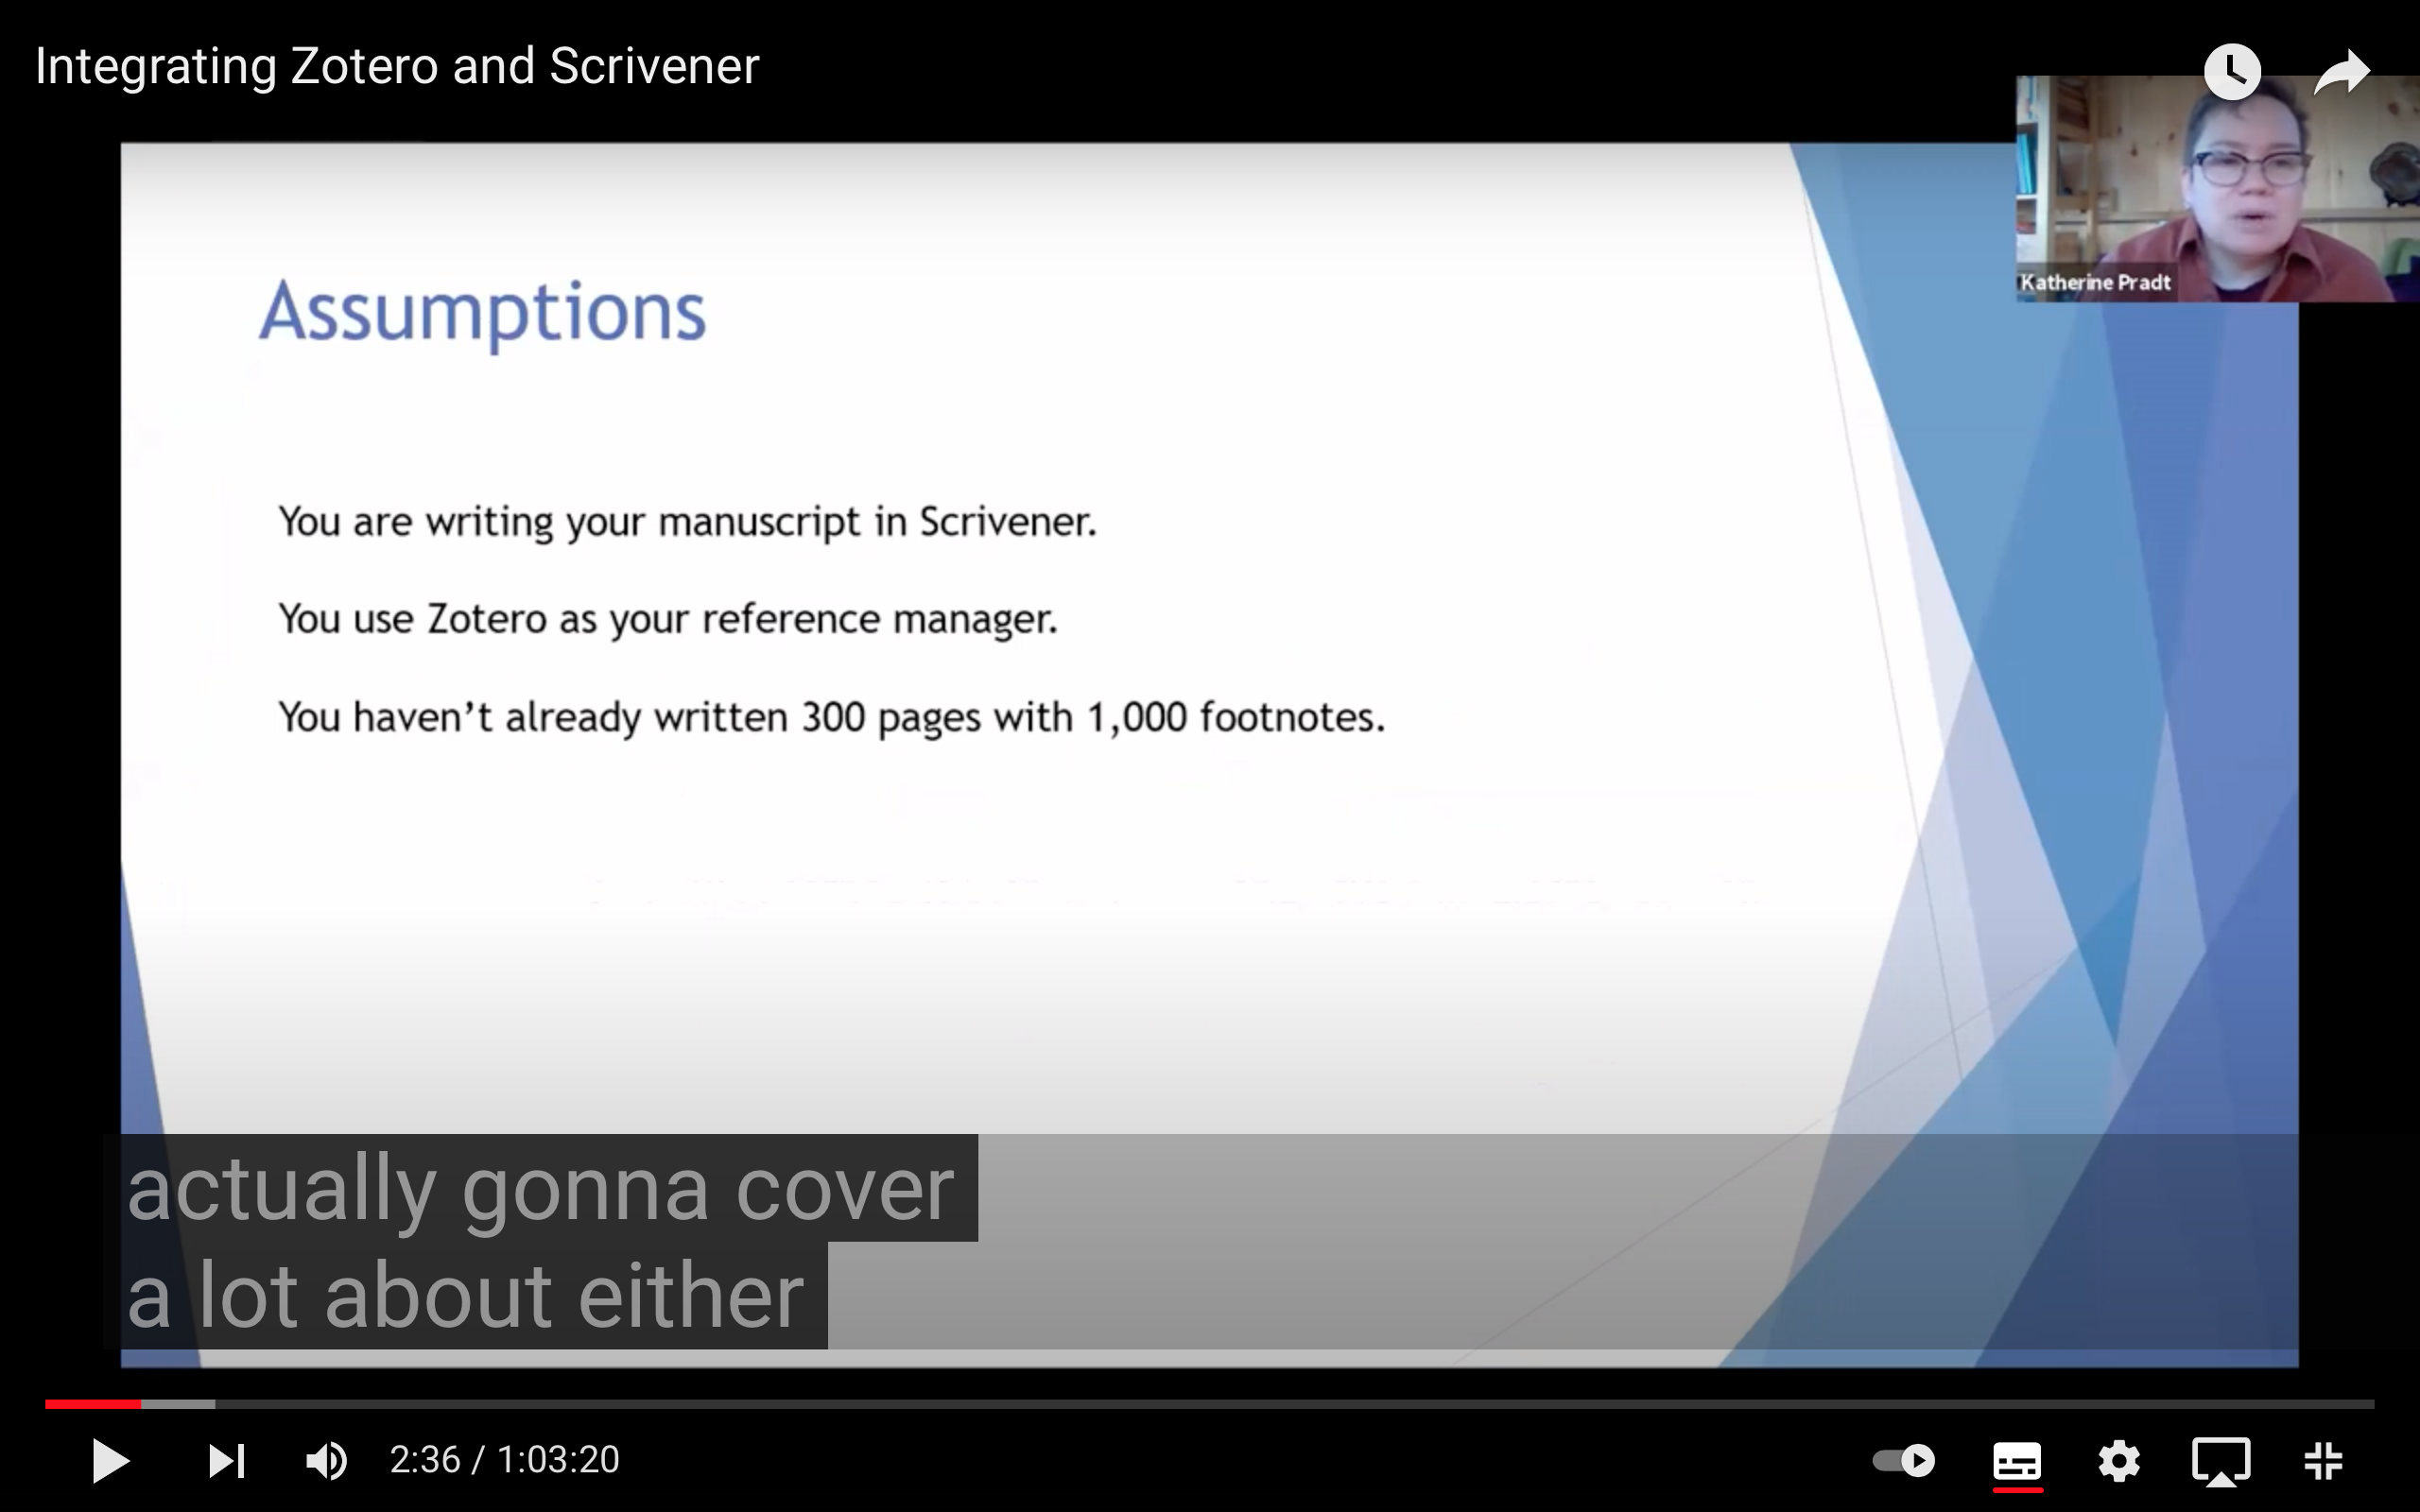 Integrating Zotero and Scrivener
Katherine Pradt
Assumptions
You are writing your manuscript in Scrivener.
You use Zotero as your reference manager.
You haven’t already written 300 pages with 1,000 footnotes.
actually gonna cover
a lot about either
2:36 / 1:03:20